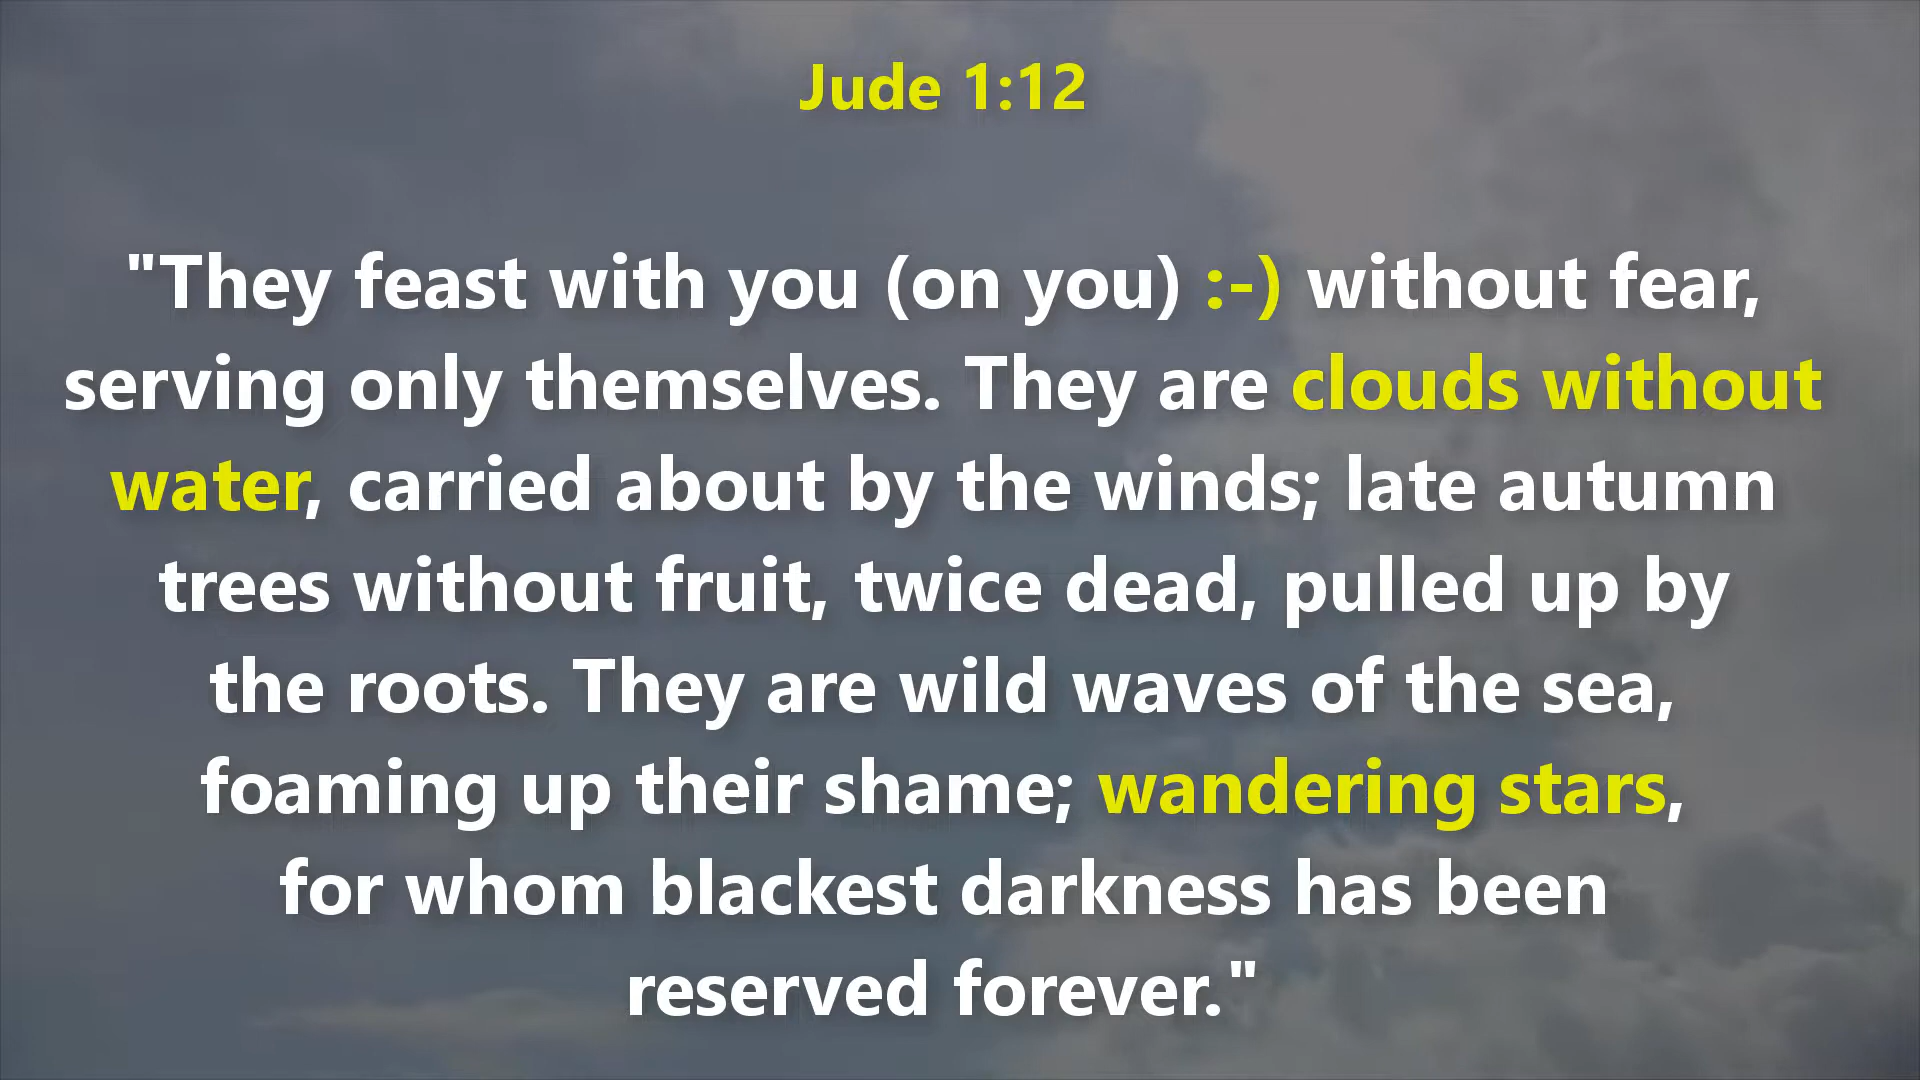 Jude 1:12
"They feast with you (on you) :-) without fear,
serving only themselves. They are clouds without
water, carried about by the winds; late autumn
trees without fruit, twice dead, pulled up by
the roots. They are wild waves of the sea,
foaming up their shame; wandering stars,
for whom blackest darkness has been
reserved forever."